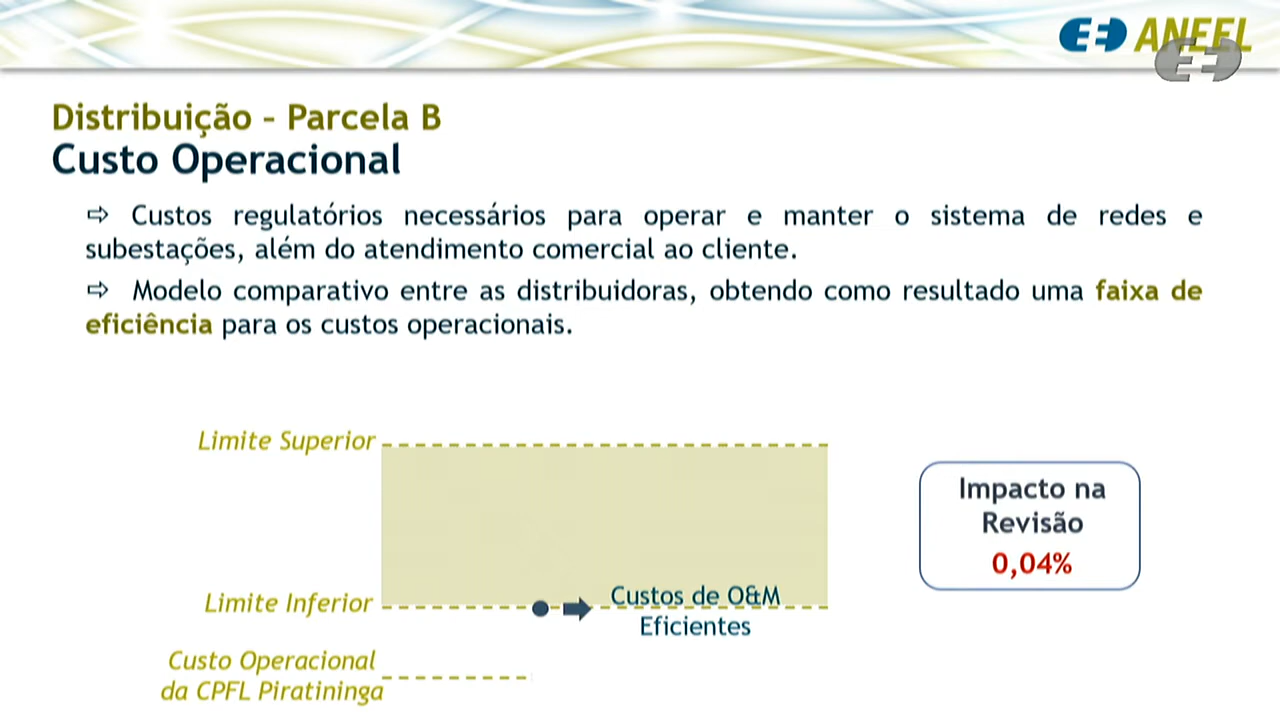 ANEEL
Distribuição - Parcela B
Custo Operacional
⇨ Custos regulatórios necessários para operar e manter o sistema de redes e
subestações, além do atendimento comercial ao cliente.
⇨ Modelo comparativo entre as distribuidoras, obtendo como resultado uma faixa de
eficiência para os custos operacionais.
Limite Superior
Impacto na
Revisão
0,04%
Limite Inferior
Custos de O&M
Eficientes
Custo Operacional
da CPFL Piratininga